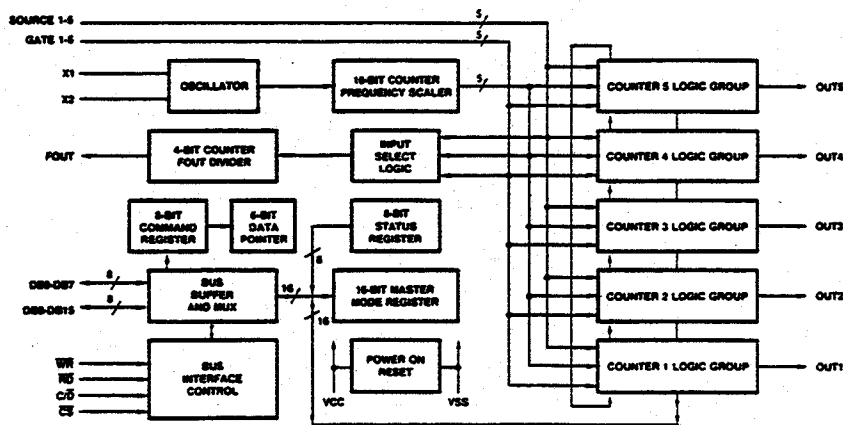 SOURCE 1-5
GATE 1-5
5
5
X1
X2
OSCILLATOR
16-BIT COUNTER
FREQUENCY SCALER
5
COUNTER 5 LOGIC GROUP
OUT5
FOUT
4-BIT COUNTER
FOUT DIVIDER
INPUT
SELECT
LOGIC
COUNTER 4 LOGIC GROUP
OUT4
8-BIT
COMMAND
REGISTER
6-BIT
DATA
POINTER
8-BIT
STATUS
REGISTER
8
COUNTER 3 LOGIC GROUP
OUT3
DB0-DB7
8
DB8-DB15
8
BUS
BUFFER
AND MUX
16
16-BIT MASTER
MODE REGISTER
16
COUNTER 2 LOGIC GROUP
OUT2
WR
RD
C/D
CS
BUS
INTERFACE
CONTROL
POWER ON
RESET
VCC
VSS
COUNTER 1 LOGIC GROUP
OUT1